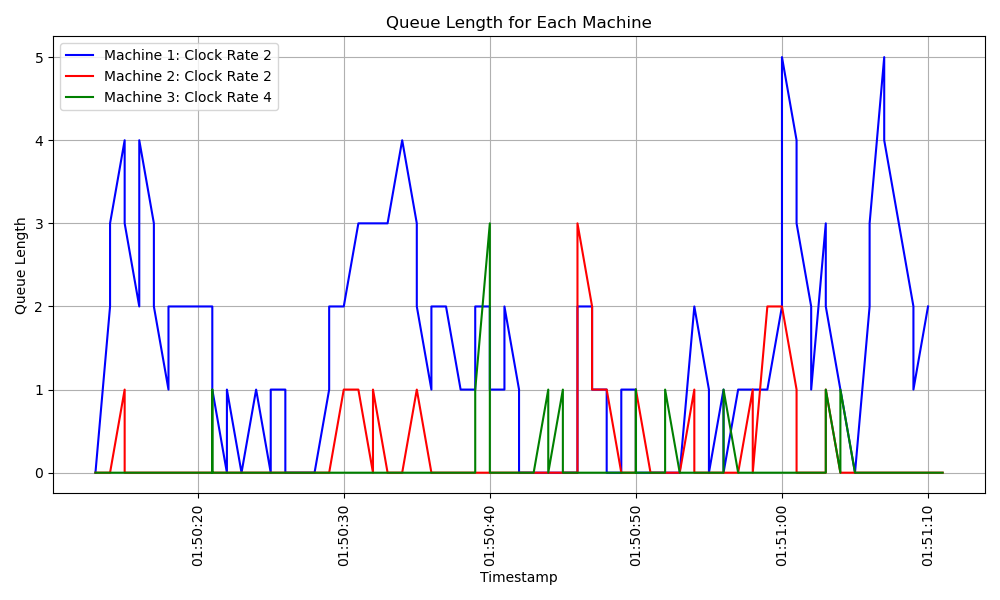 Queue Length for Each Machine
Machine 1: Clock Rate 2
Machine 2: Clock Rate 2
Machine 3: Clock Rate 4
Queue Length
5
4
3
2
1
0
01:50:20
01:50:30
01:50:40
01:50:50
01:51:00
01:51:10
Timestamp